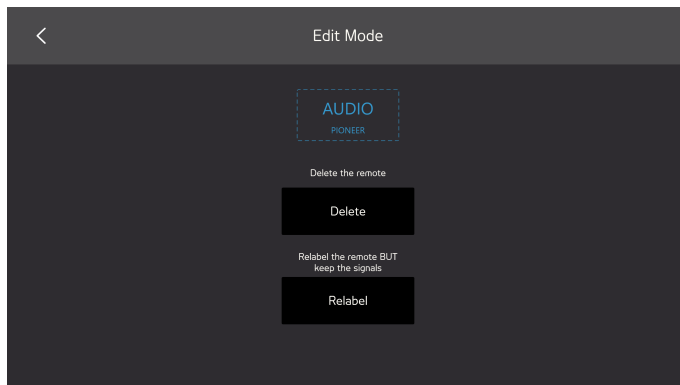 Edit Mode
AUDIO
PIONEER
Delete the remote
Delete
Relabel the remote BUT
keep the signals
Relabel